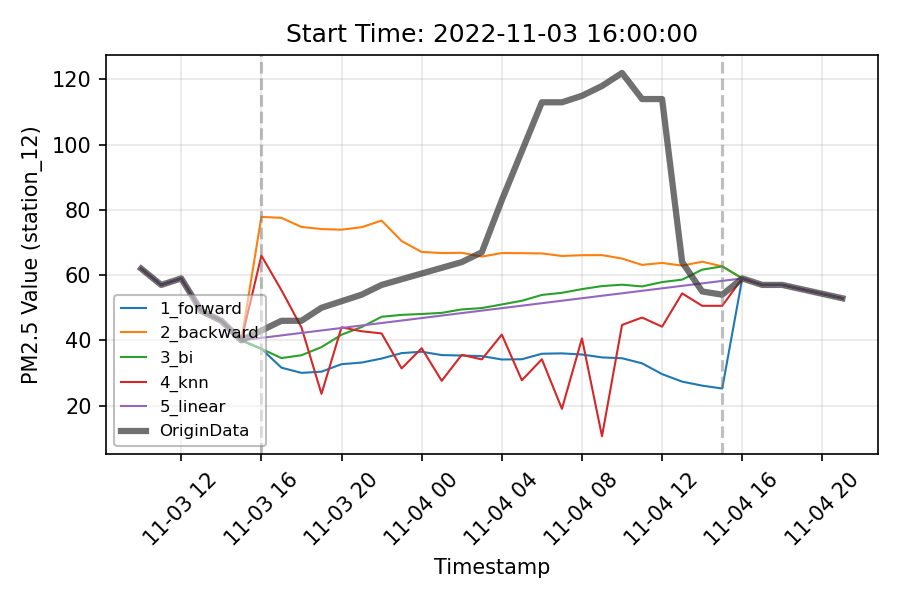 Start Time: 2022-11-03 16:00:00
PM2.5 Value (station_12)
120
100
80
60
40
20
1_forward
2_backward
3_bi
4_knn
5_linear
OriginData
11-03 12
11-03 16
11-03 20
11-04 00
11-04 04
11-04 08
11-04 12
11-04 16
11-04 20
Timestamp